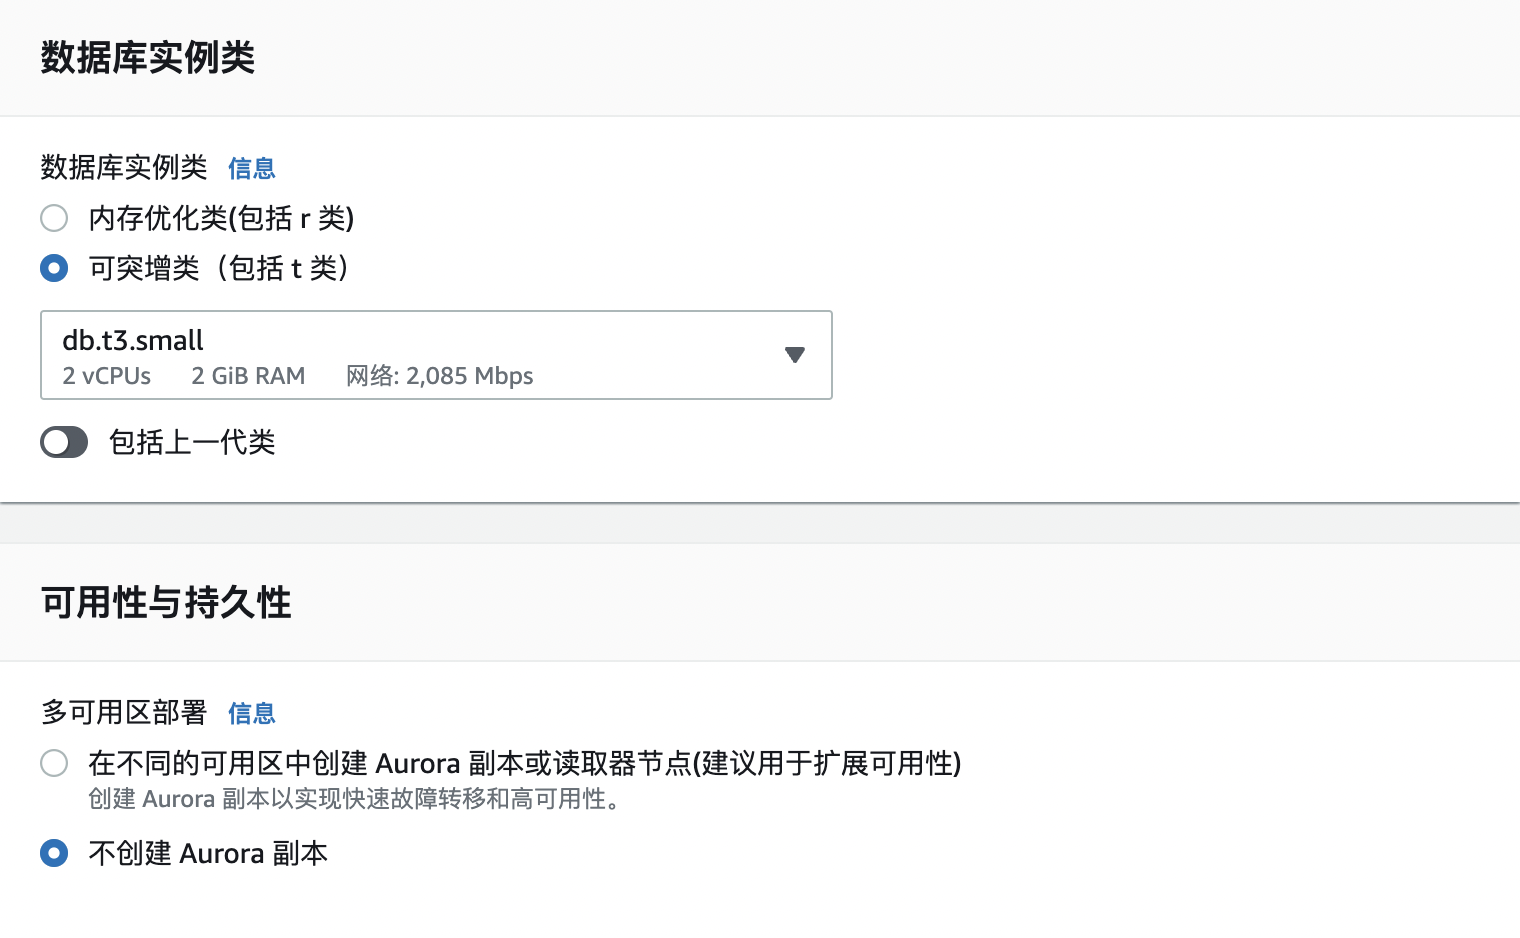 数据库实例类
数据库实例类 信息
内存优化类(包括 r 类)
可突增类（包括 t 类）
db.t3.small
2 vCPUs 2 GiB RAM 网络: 2,085 Mbps
包括上一代类
可用性与持久性
多可用区部署 信息
在不同的可用区中创建 Aurora 副本或读取器节点(建议用于扩展可用性)
创建 Aurora 副本以实现快速故障转移和高可用性。
不创建 Aurora 副本